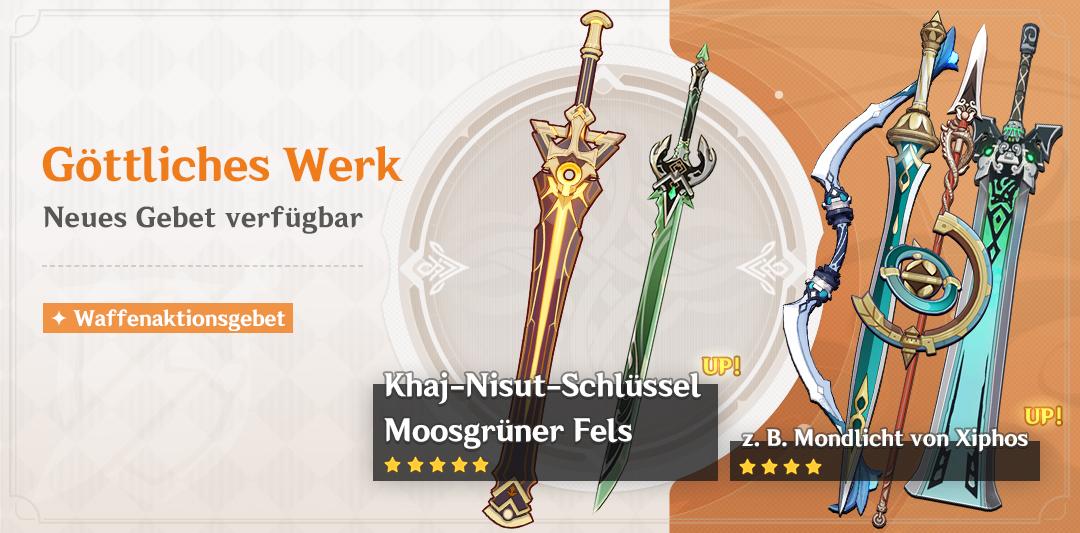 Göttliches Werk
Neues Gebet verfügbar
✦ Waffenaktionsgebet
UP!
Khaj-Nisut-Schlüssel
Moosgrüner Fels
★★★★★
UP!
z. B. Mondlicht von Xiphos
★★★★